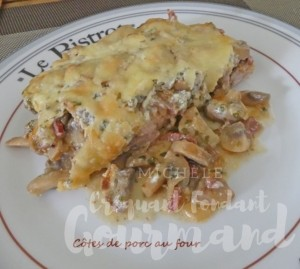 Le Bistro
MICHELE
Croquant Fondant
Gourmand
Côtes de porc au four